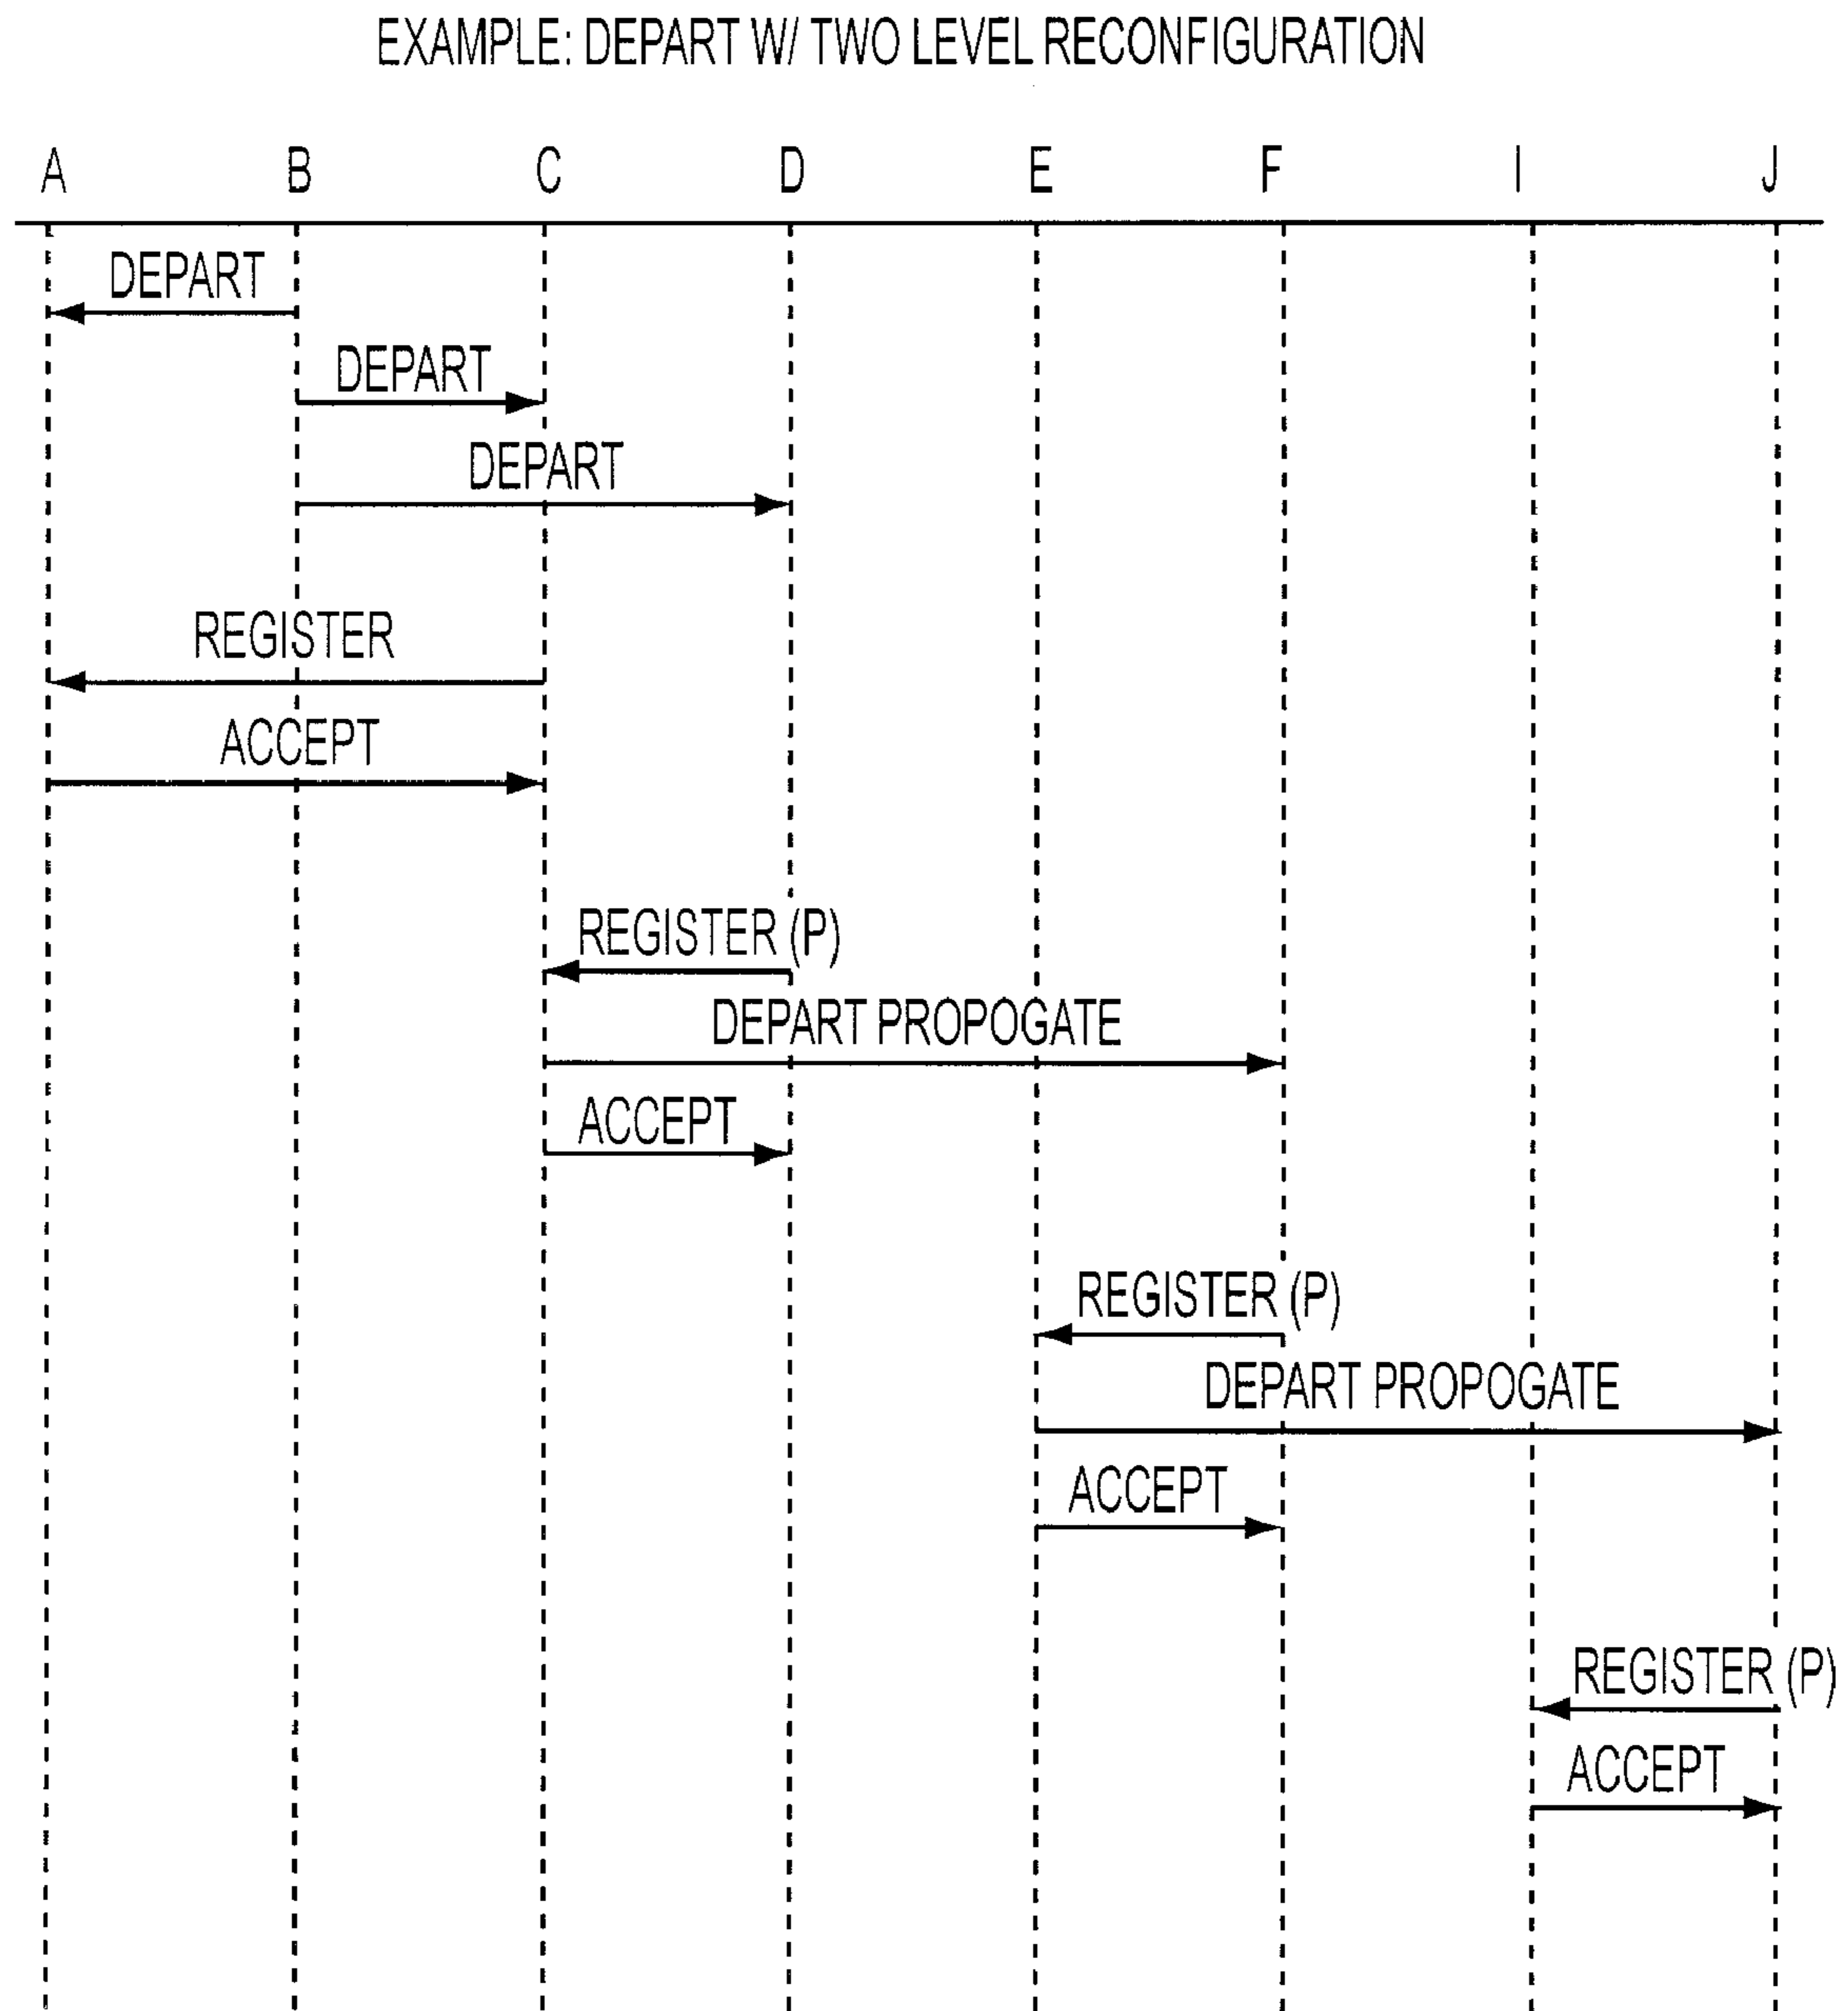 EXAMPLE: DEPART W/ TWO LEVEL RECONFIGURATION
A B C D E F I J
DEPART
DEPART
DEPART
REGISTER
ACCEPT
REGISTER (P)
DEPART PROPOGATE
ACCEPT
REGISTER (P)
DEPART PROPOGATE
ACCEPT
REGISTER (P)
ACCEPT